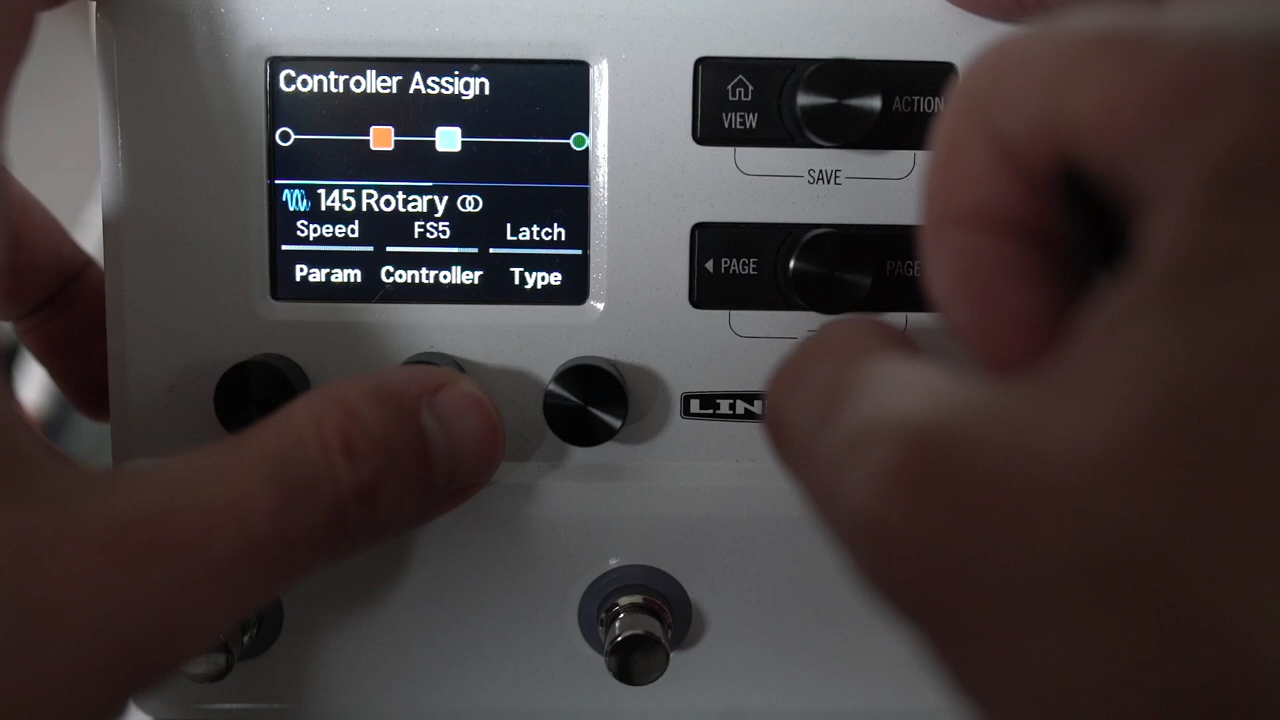 Controller Assign
145 Rotary
Speed FS5 Latch
Param Controller Type
VIEW
ACTION
SAVE
PAGE
PAGE
LIN